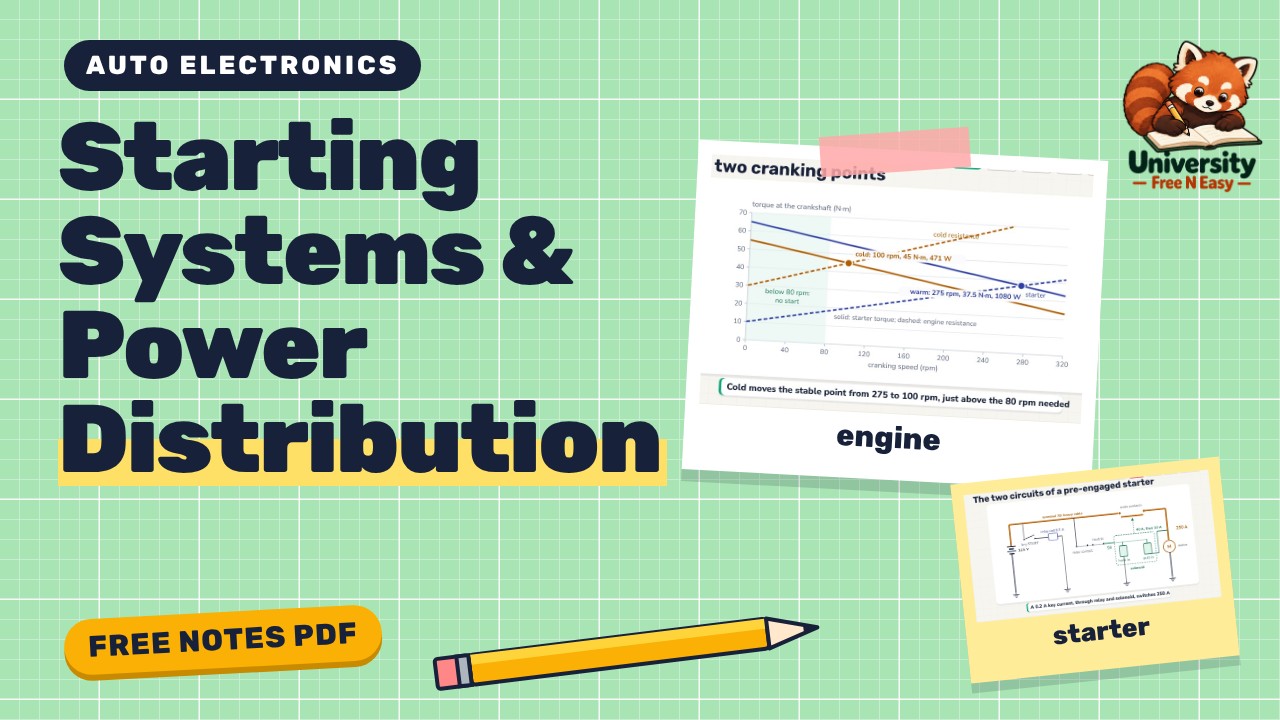 AUTO ELECTRONICS
Starting
Systems &
Power
Distribution
FREE NOTES PDF
University
Free N Easy
two cranking points
torque at the crankshaft (N·m)
70
60
50
40
30
20
10
0
0 40 80 120 160 200 240 280 320
cranking speed (rpm)
cold resistance
cold: 100 rpm, 45 N·m, 471 W
warm: 275 rpm, 37.5 N·m, 1080 W
starter
below 80 rpm:
no start
solid: starter torque; dashed: engine resistance
Cold moves the stable point from 275 to 100 rpm, just above the 80 rpm needed
engine
The two circuits of a pre-engaged starter
M
solenoid
A 0.2 A key current, through relay and solenoid, switches
starter